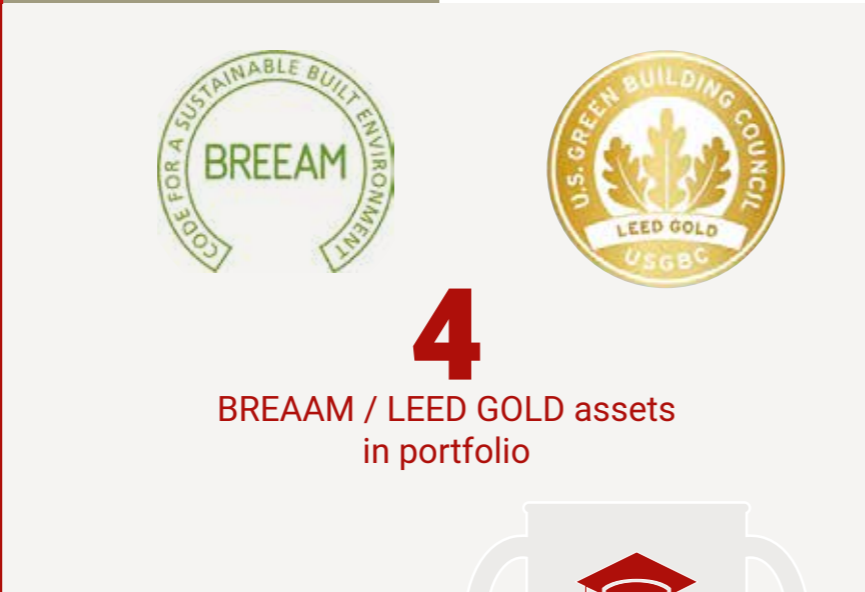 CODE FOR A SUSTAINABLE BUILT ENVIRONMENT
BREEAM
U.S. GREEN BUILDING COUNCIL
LEED GOLD
USGBC
4
BREAAM / LEED GOLD assets
in portfolio